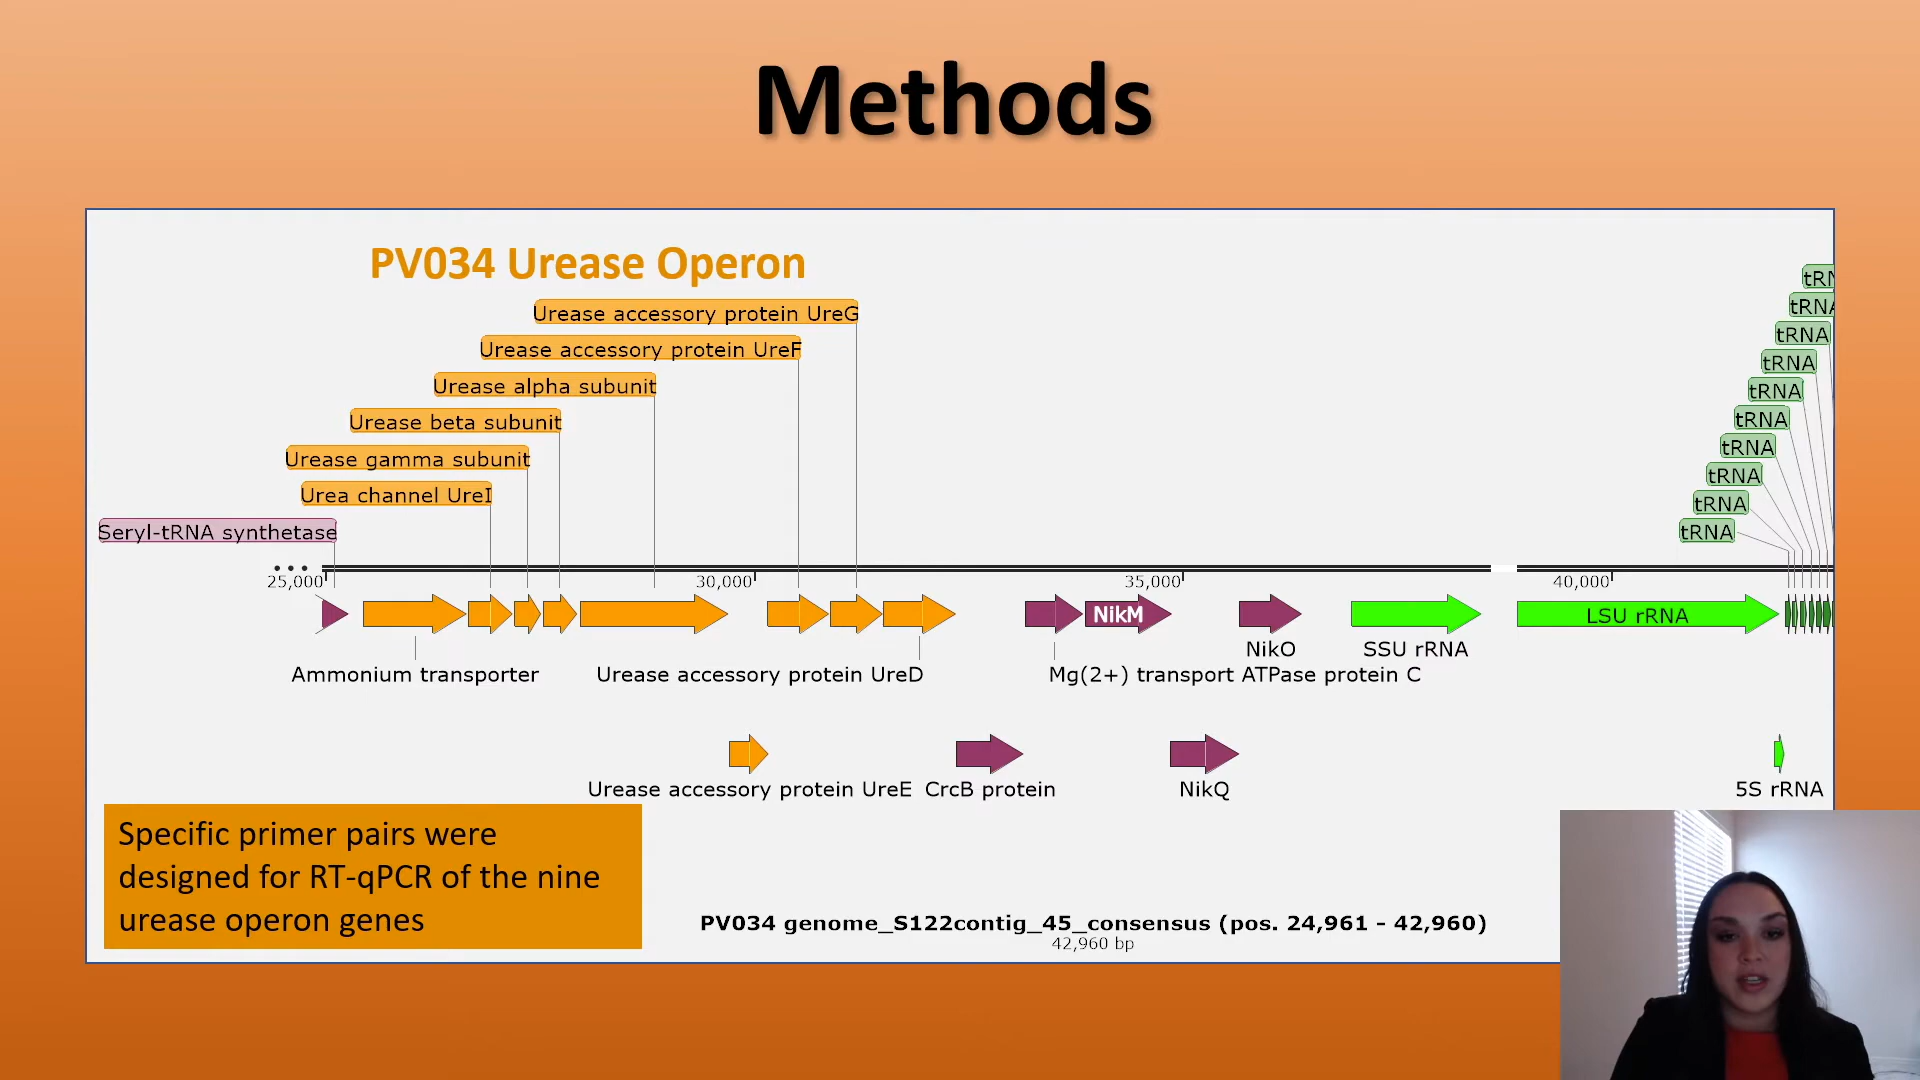 Methods
PV034 Urease Operon
Urease accessory protein UreG
Urease accessory protein UreF
Urease alpha subunit
Urease beta subunit
Urease gamma subunit
Urea channel UreI
Seryl-tRNA synthetase
tRN
tRNA
tRNA
tRNA
tRNA
tRNA
tRNA
tRNA
tRNA
tRNA
25,000
30,000
35,000
40,000
NikM
LSU rRNA
NikO
SSU rRNA
Ammonium transporter
Urease accessory protein UreD
Mg(2+) transport ATPase protein C
Urease accessory protein UreE
CrcB protein
NikQ
5S rRNA
Specific primer pairs were
designed for RT-qPCR of the nine
urease operon genes
PV034 genome_S122contig_45_consensus (pos. 24,961 - 42,960)
42,960 bp